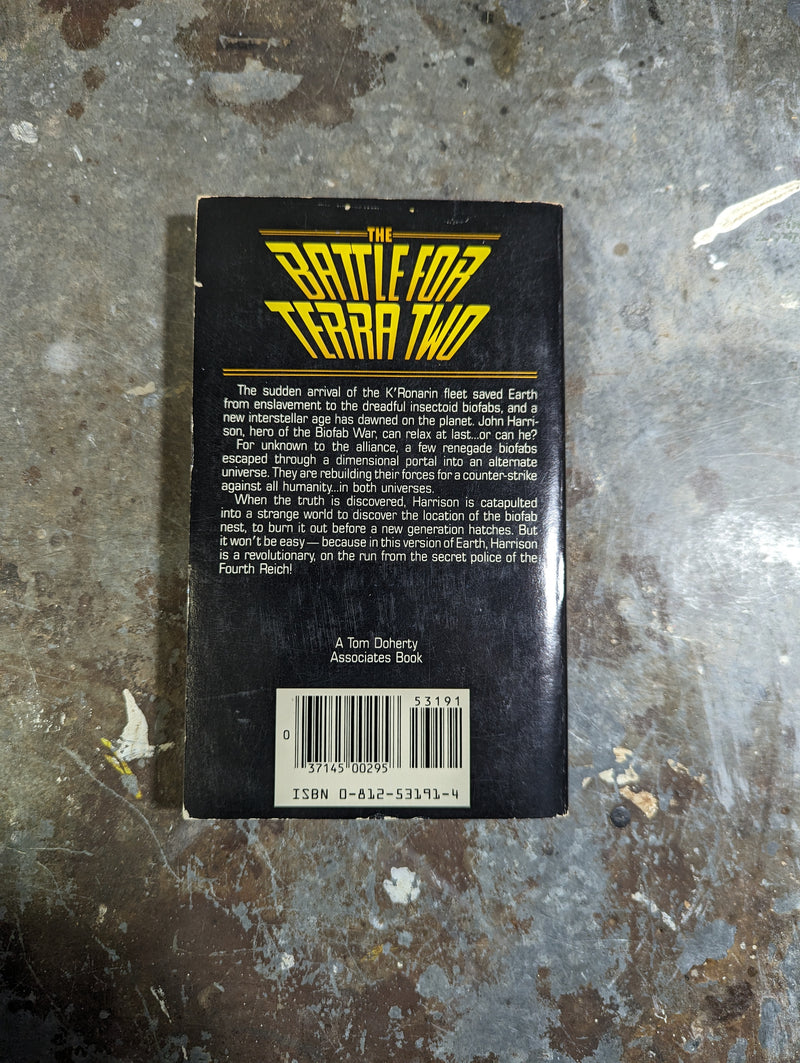 THE
BATTLE FOR
TERRA TWO
The sudden arrival of the K'Ronarin fleet saved Earth
from enslavement to the dreadful insectoid biofabs, and a
new interstellar age has dawned on the planet. John Harri-
son, hero of the Biofab War, can relax at last...or can he?
For unknown to the alliance, a few renegade biofabs
escaped through a dimensional portal into an alternate
universe. They are rebuilding their forces for a counter-strike
against all humanity...in both universes.
When the truth is discovered, Harrison is catapulted
into a strange world to discover the location of the biofab
nest, to burn it out before a new generation hatches. But
it won't be easy — because in this version of Earth, Harrison
is a revolutionary, on the run from the secret police of the
Fourth Reich!
A Tom Doherty
Associates Book
53191
0
37145 00295
ISBN 0-812-53191-4